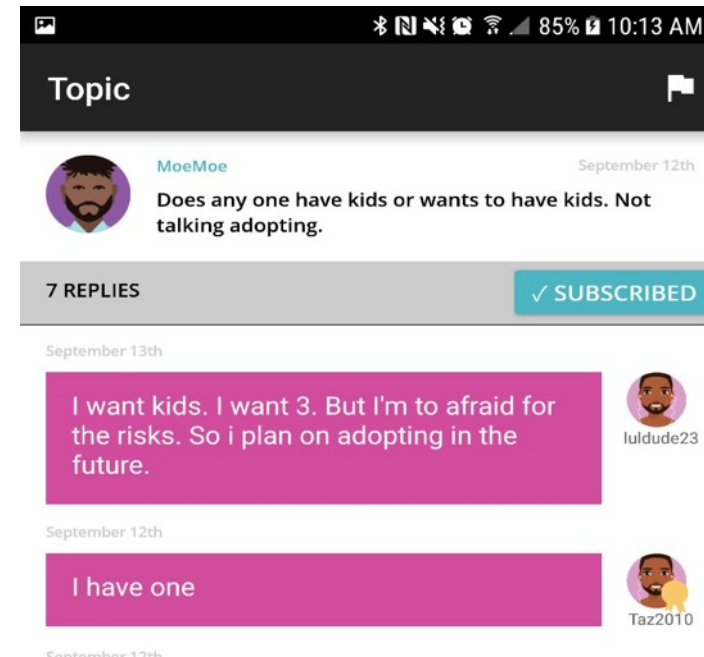 85% 10:13 AM
Topic
MoeMoe
September 12th
Does any one have kids or wants to have kids. Not
talking adopting.
7 REPLIES
✓ SUBSCRIBED
September 13th
I want kids. I want 3. But I'm to afraid for
the risks. So i plan on adopting in the
future.
luldude23
September 12th
I have one
Taz2010
September 12th